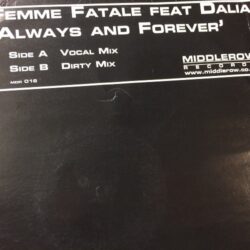 FEMME FATALE FEAT DALIA
ALWAYS AND FOREVER'
SIDE A VOCAL MIX
SIDE B DIRTY MIX
MDR 016
MIDDLEROW
RECORDS
www.middlerow.co.